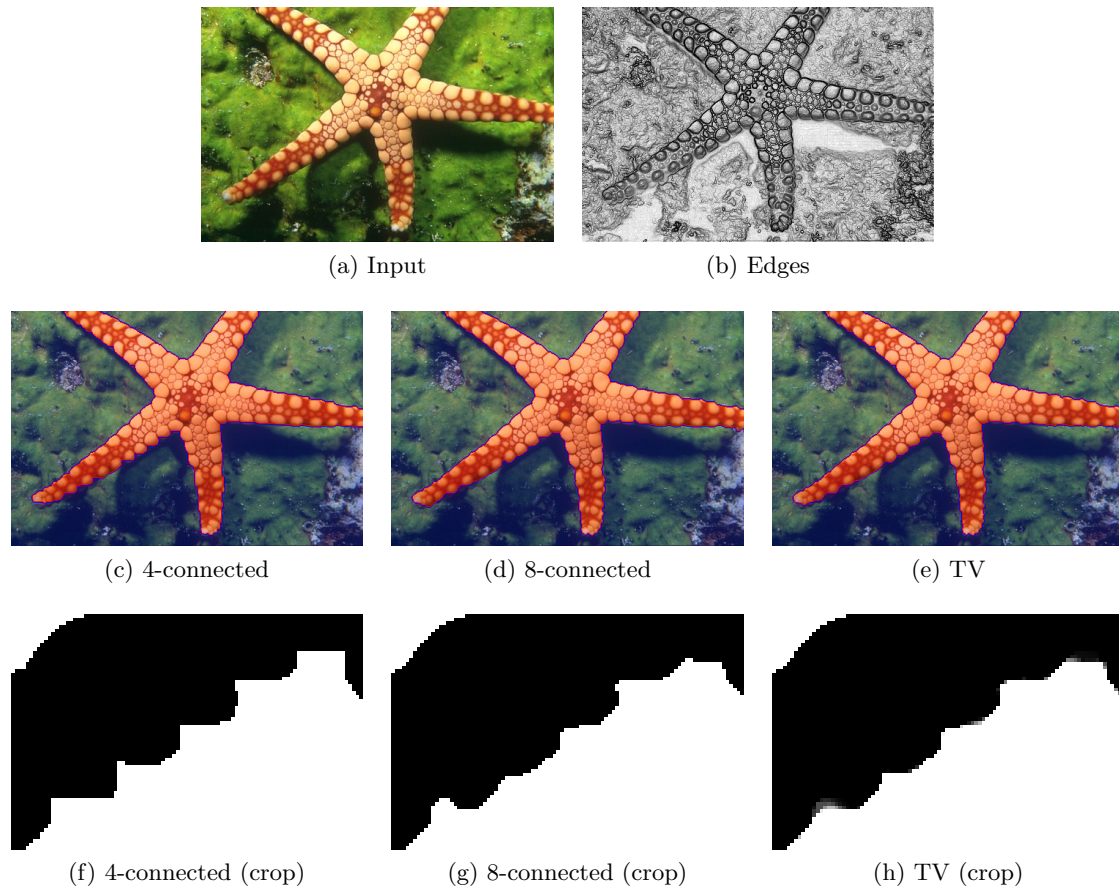 (a) Input
(b) Edges
(c) 4-connected
(d) 8-connected
(e) TV
(f) 4-connected (crop)
(g) 8-connected (crop)
(h) TV (crop)